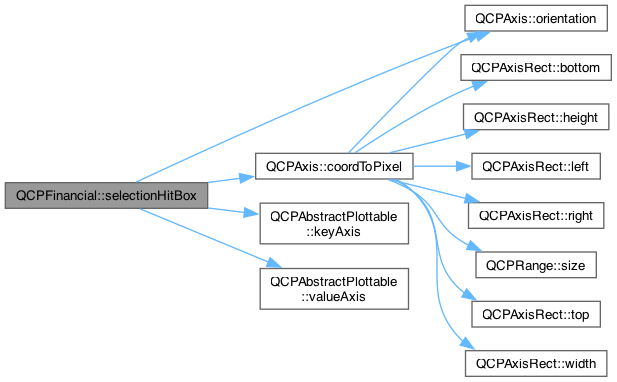 QCPFinancial::selectionHitBox
QCPAxis::coordToPixel
QCPAbstractPlottable
::keyAxis
QCPAbstractPlottable
::valueAxis
QCPAxis::orientation
QCPAxisRect::bottom
QCPAxisRect::height
QCPAxisRect::left
QCPAxisRect::right
QCPRange::size
QCPAxisRect::top
QCPAxisRect::width